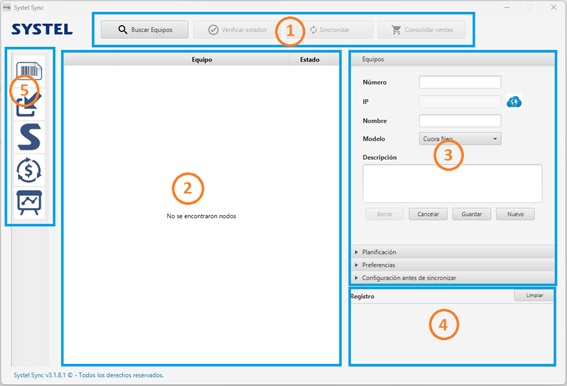 Systel Sync
SYSTEL
Buscar Equipos
Verificar estados
Sincronizar
Consolidar ventas
1
5
Equipo
Estado
2
No se encontraron nodos
Equipos
Número
IP
Nombre
Modelo
Cuora Neo
3
Descripción
Borrar
Cancelar
Guardar
Nuevo
Planificación
Preferencias
Configuración antes de sincronizar
Registro
Limpiar
4
Systel Sync v3.1.8.1 © - Todos los derechos reservados.